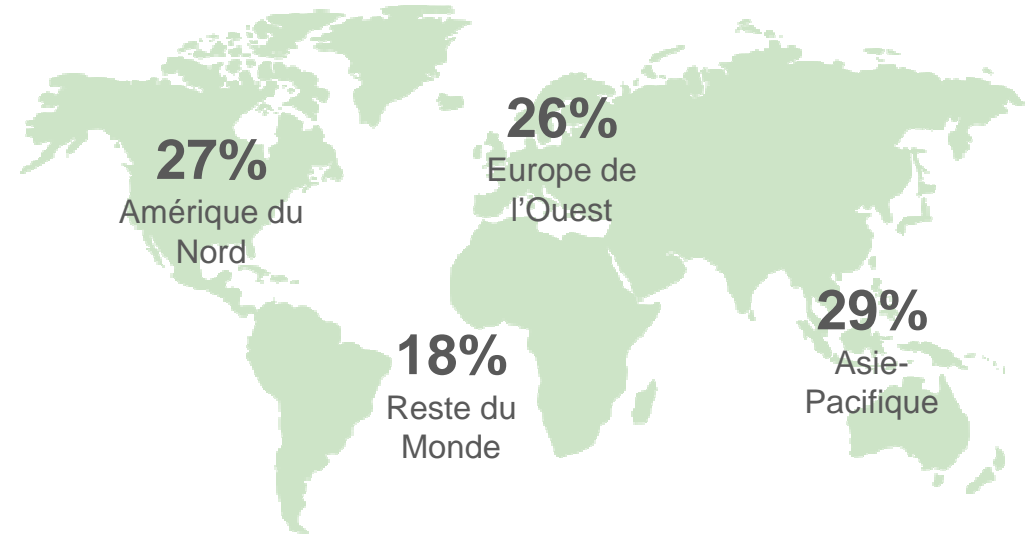 27%
Amérique du
Nord
26%
Europe de
l’Ouest
18%
Reste du
Monde
29%
Asie-
Pacifique